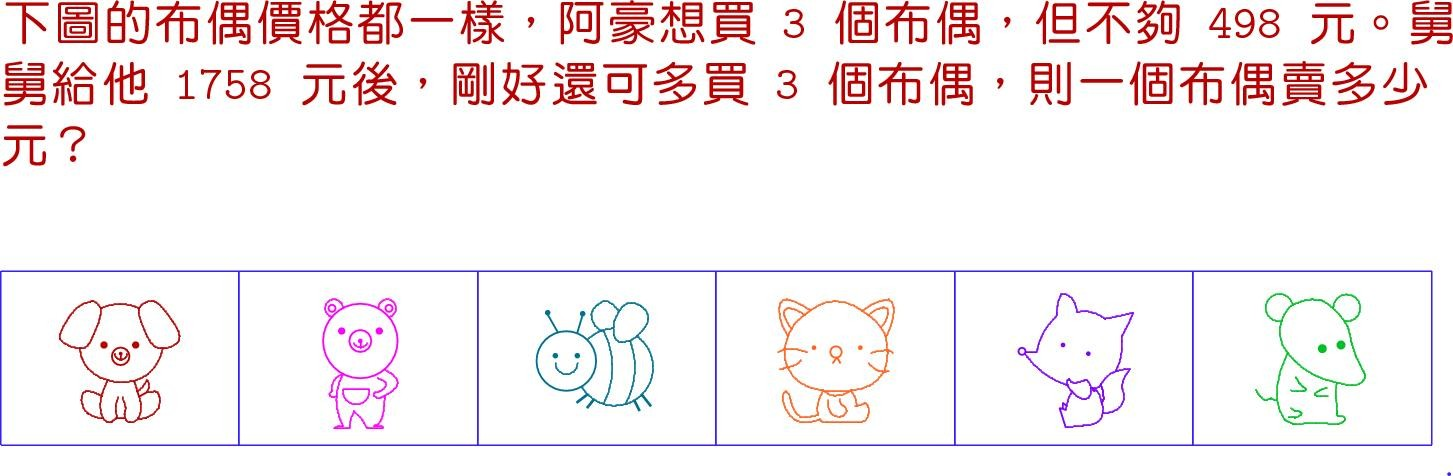 下圖的布偶價格都一樣，阿豪想買 3 個布偶，但不夠 498 元。舅
舅給他 1758 元後，剛好還可多買 3 個布偶，則一個布偶賣多少
元？